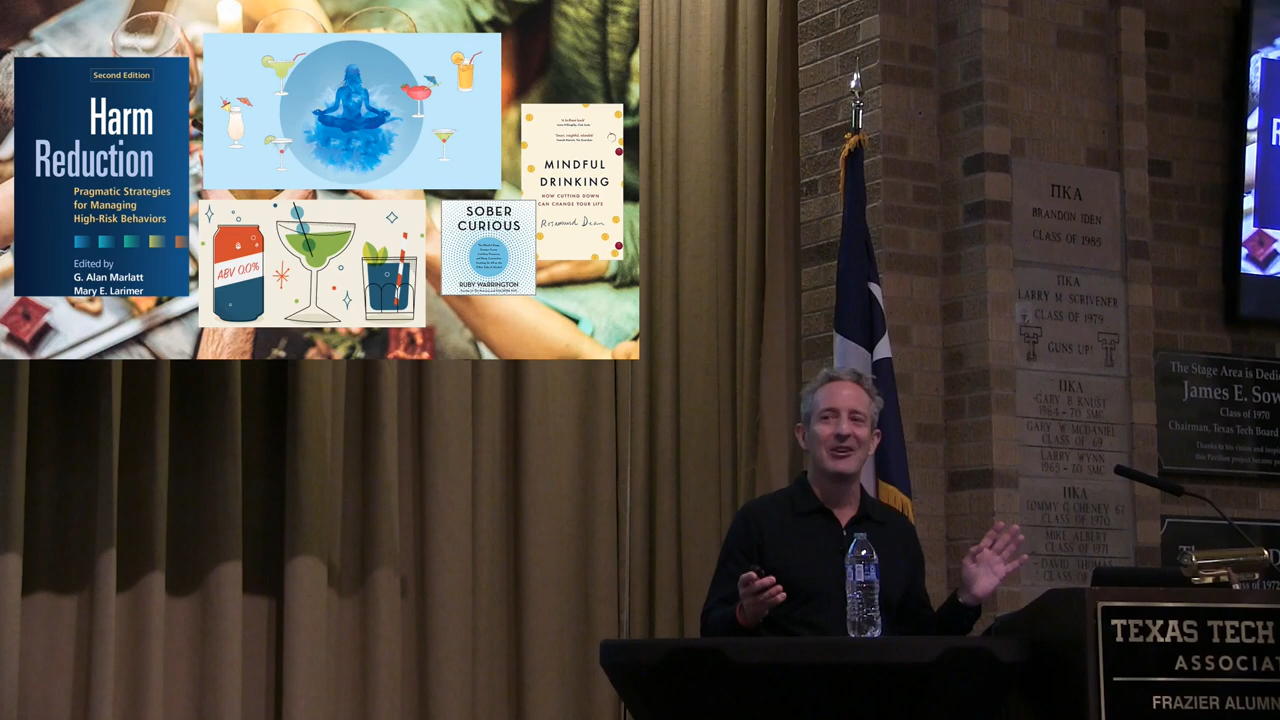 Second Edition
Harm
Reduction
Pragmatic Strategies
for Managing
High-Risk Behaviors
Edited by
G. Alan Marlatt
Mary E. Larimer
ABV 0.0%
SOBER
CURIOUS
RUBY WARRINGTON
MINDFUL
DRINKING
HOW CUTTING DOWN
CAN CHANGE YOUR LIFE
Rosamund Dean
ΠΚΑ
BRANDON IDEN
CLASS OF 1985
ΠΚΑ
LARRY M SCRIVENER
CLASS OF 1979
GUNS UP!
ΠΚΑ
GARY B KNUST
1964 - 70 SMC
GARY W MCDANIEL
CLASS OF 69
LARRY WYNN
1965 - 70 SMC
ΠΚΑ
TOMMY G CHENEY 67
CLASS OF 1970
MIKE ALBERT
CLASS OF 1971
DAVID THOMAS
The Stage Area is Dedi
James E. Sow
Class of 1970
Chairman, Texas Tech Board
TEXAS TECH
ASSOCIA
FRAZIER ALUMN